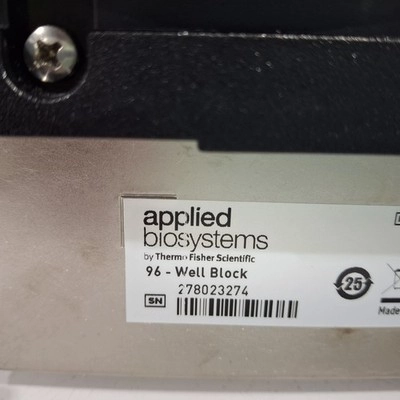 applied
biosystems
by Thermo Fisher Scientific
96 - Well Block
SN 278023274
25
Made